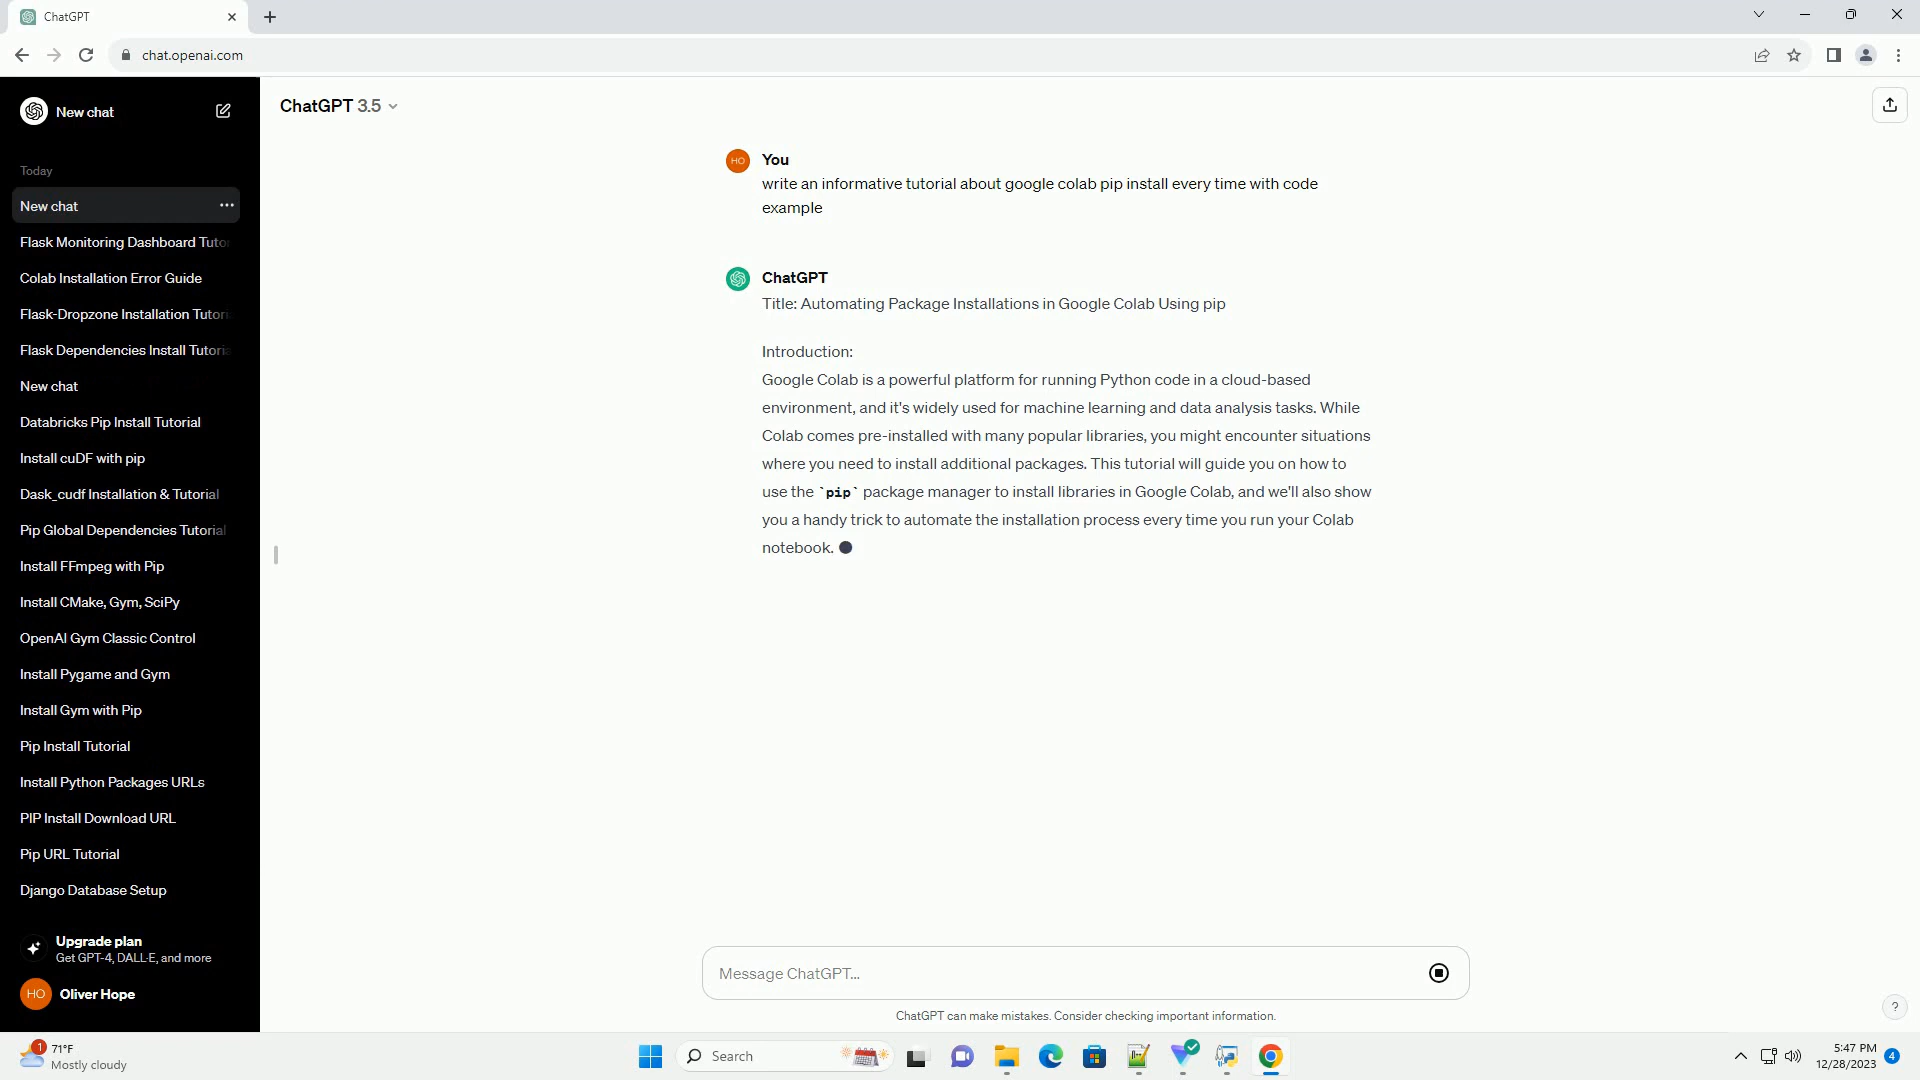 ChatGPT
chat.openai.com
New chat
Today
New chat
Flask Monitoring Dashboard Tuto
Colab Installation Error Guide
Flask-Dropzone Installation Tutori
Flask Dependencies Install Tutoria
New chat
Databricks Pip Install Tutorial
Install cuDF with pip
Dask_cudf Installation & Tutorial
Pip Global Dependencies Tutorial
Install FFmpeg with Pip
Install CMake, Gym, SciPy
OpenAI Gym Classic Control
Install Pygame and Gym
Install Gym with Pip
Pip Install Tutorial
Install Python Packages URLs
PIP Install Download URL
Pip URL Tutorial
Django Database Setup
Upgrade plan
Get GPT-4, DALL·E, and more
HO Oliver Hope
ChatGPT 3.5
HO You
write an informative tutorial about google colab pip install every time with code
example
ChatGPT
Title: Automating Package Installations in Google Colab Using pip
Introduction:
Google Colab is a powerful platform for running Python code in a cloud-based
environment, and it's widely used for machine learning and data analysis tasks. While
Colab comes pre-installed with many popular libraries, you might encounter situations
where you need to install additional packages. This tutorial will guide you on how to
use the `pip` package manager to install libraries in Google Colab, and we'll also show
you a handy trick to automate the installation process every time you run your Colab
notebook.
Message ChatGPT...
ChatGPT can make mistakes. Consider checking important information.
?
1
71°F
Mostly cloudy
Search
5:47 PM
12/28/2023
4